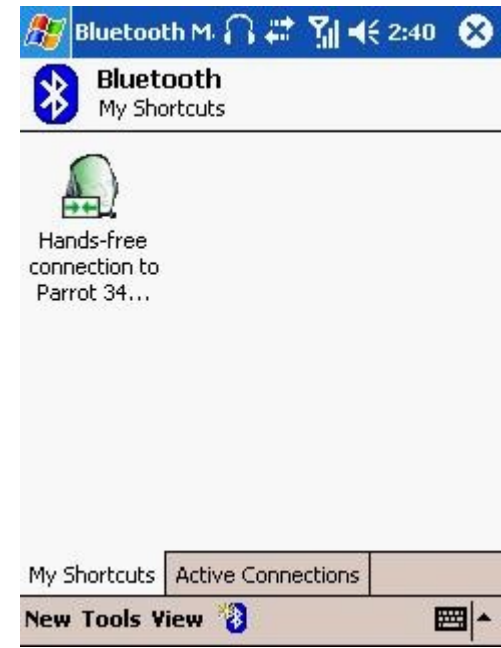 Bluetooth M. 2:40
Bluetooth
My Shortcuts
Hands-free
connection to
Parrot 34...
My Shortcuts Active Connections
New Tools View